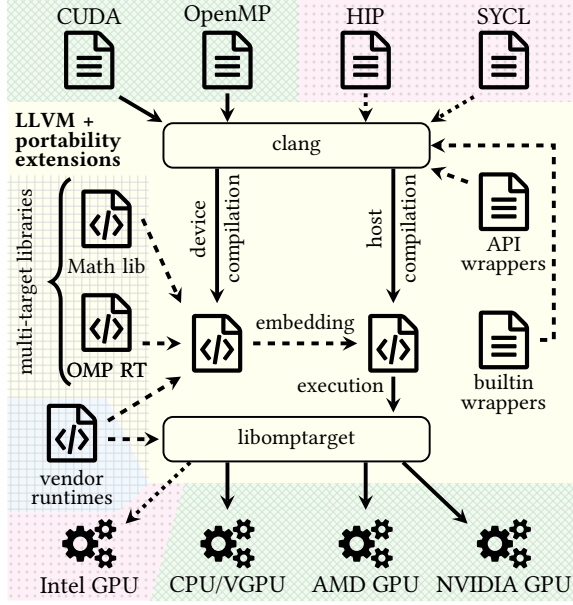 CUDA
OpenMP
HIP
SYCL
LLVM +
portability
extensions
clang
multi-target libraries
Math lib
OMP RT
device
compilation
host
compilation
API
wrappers
embedding
execution
builtin
wrappers
vendor
runtimes
libomptarget
Intel GPU
CPU/VGPU
AMD GPU
NVIDIA GPU